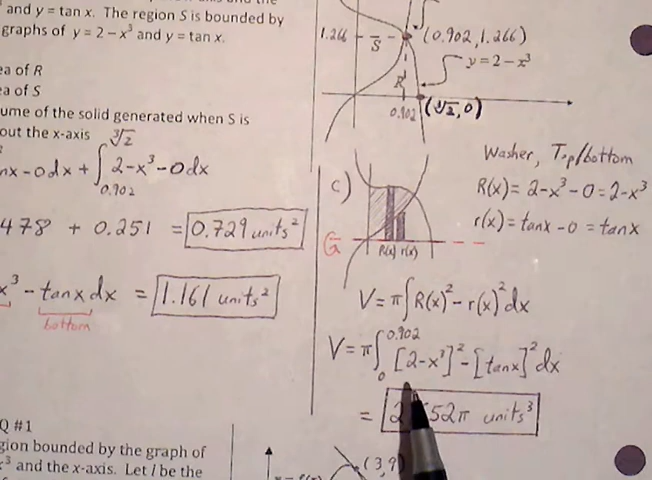 and y = tan x. The region S is bounded by
graphs of y = 2 − x³ and y = tan x.
ea of R
ea of S
ume of the solid generated when S is
out the x-axis
nx − 0 dx + ∫_{0.902}^{∛2} 2 − x³ − 0 dx
478 + 0.251 = 0.729 units²
x³ − tan x dx = 1.161 units²
bottom
Q #1
gion bounded by the graph of
x³ and the x-axis. Let l be the
1.266
S
(0.902, 1.266)
y = 2 − x³
R
0.902
(∛2, 0)
Washer, Top/bottom
c)
R(x) = 2 − x³ − 0 = 2 − x³
r(x) = tan x − 0 = tan x
R(x) r(x)
V = π∫ R(x)² − r(x)² dx
V = π∫_0^{0.902} [2 − x³]² − [tan x]² dx
52π units³
(3,9)